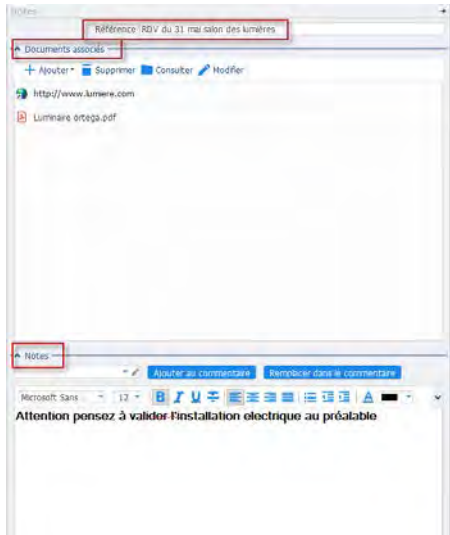 Notes
Référence RDV du 31 mai salon des lumières
Documents associés
Ajouter Supprimer Consulter Modifier
http://www.lumiere.com
Luminaire ortega.pdf
Notes
Ajouter au commentaire Remplacer dans le commentaire
Microsoft Sans 12 B I U A
Attention pensez à valider l'installation electrique au préalable